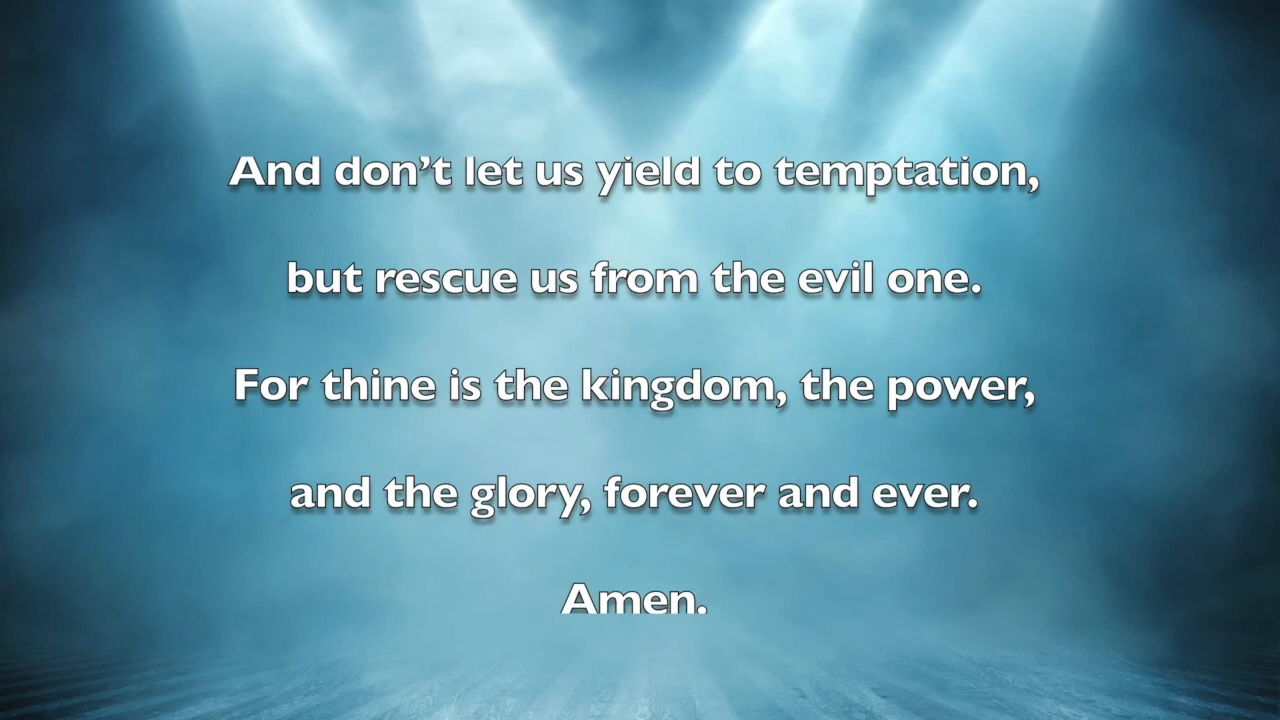 And don’t let us yield to temptation,
but rescue us from the evil one.
For thine is the kingdom, the power,
and the glory, forever and ever.
Amen.